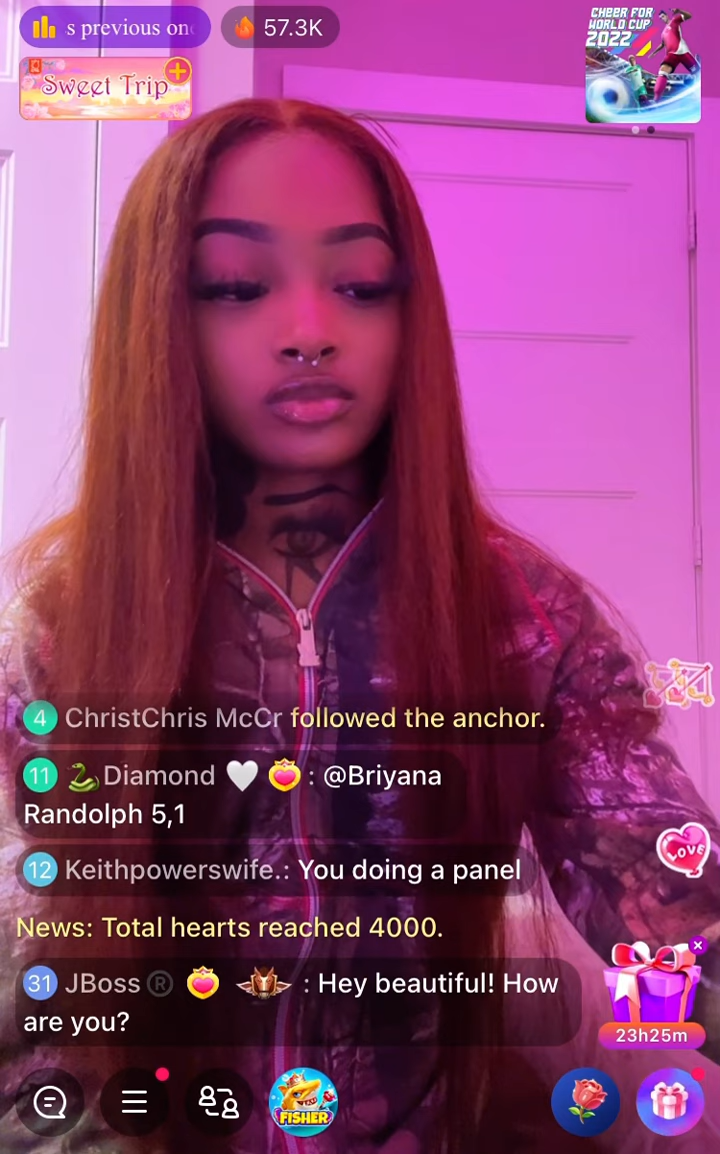 s previous one
57.3K
Sweet Trip
CHEER FOR
WORLD CUP
2022
4 ChristChris McCr followed the anchor.
11 Diamond : @Briyana
Randolph 5,1
12 Keithpowerswife.: You doing a panel
News: Total hearts reached 4000.
31 JBoss ® : Hey beautiful! How
are you?
LOVE
23h25m
FISHER